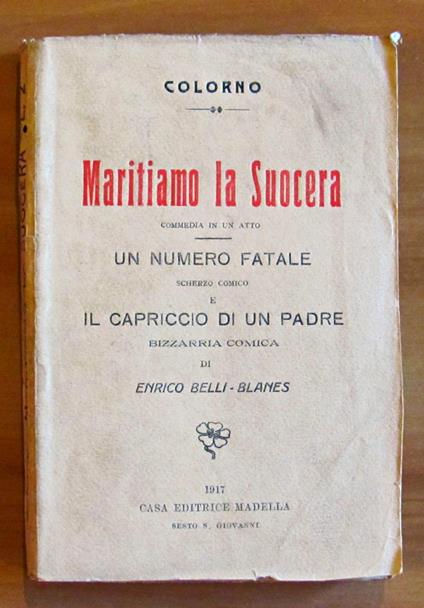 COLORNO
Maritiamo la Suocera
COMMEDIA IN UN ATTO
UN NUMERO FATALE
SCHERZO COMICO
E
IL CAPRICCIO DI UN PADRE
BIZZARRIA COMICA
DI
ENRICO BELLI - BLANES
1917
CASA EDITRICE MADELLA
SESTO S. GIOVANNI
SUOCERA